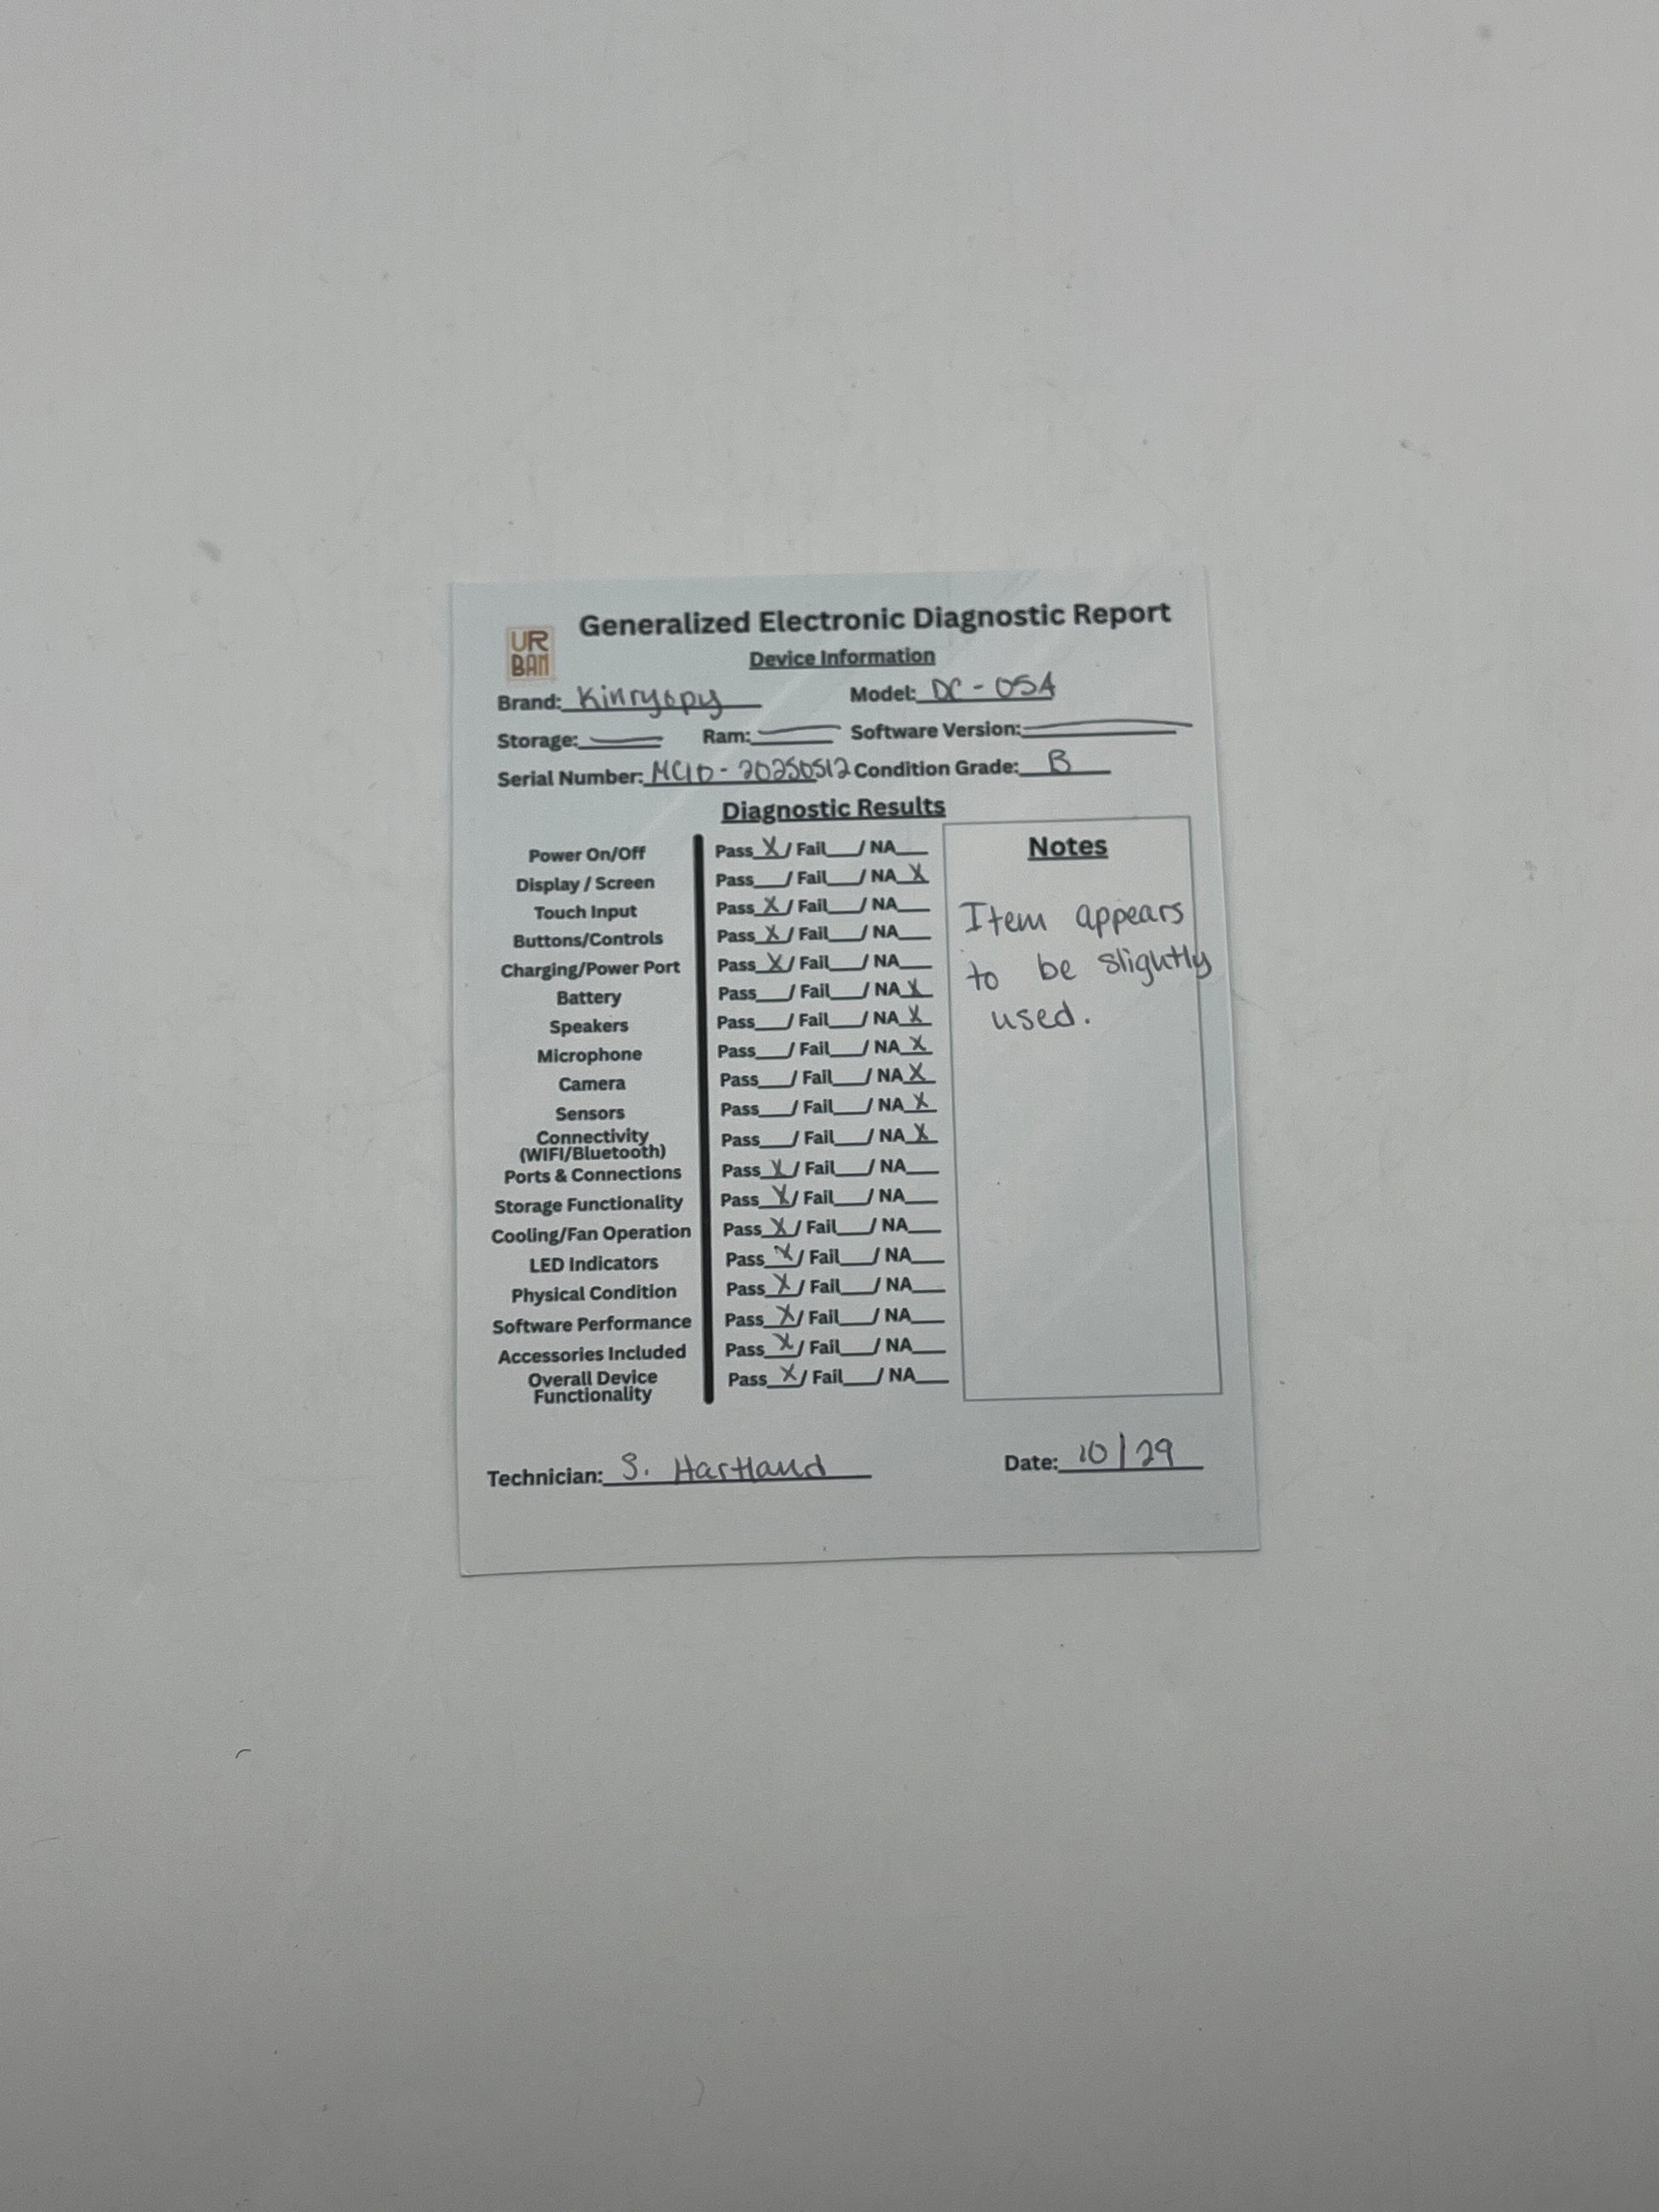 UR
BAN
Generalized Electronic Diagnostic Report
Device Information
Brand: Kinryopy Model: DC-05A
Storage: Ram: Software Version:
Serial Number: MC10-20250512 Condition Grade: B
Diagnostic Results
Notes
Item appears
to be slightly
used.
Power On/Off Pass X / Fail / NA
Display / Screen Pass / Fail / NA X
Touch Input Pass X / Fail / NA
Buttons/Controls Pass X / Fail / NA
Charging/Power Port Pass X / Fail / NA
Battery Pass / Fail / NA X
Speakers Pass / Fail / NA X
Microphone Pass / Fail / NA X
Camera Pass / Fail / NA X
Sensors Pass / Fail / NA X
Connectivity
(WIFI/Bluetooth) Pass / Fail / NA X
Ports & Connections Pass X / Fail / NA
Storage Functionality Pass X / Fail / NA
Cooling/Fan Operation Pass X / Fail / NA
LED Indicators Pass X / Fail / NA
Physical Condition Pass X / Fail / NA
Software Performance Pass X / Fail / NA
Accessories Included Pass X / Fail / NA
Overall Device
Functionality Pass X / Fail / NA
Technician: S. Hartland Date: 10/29